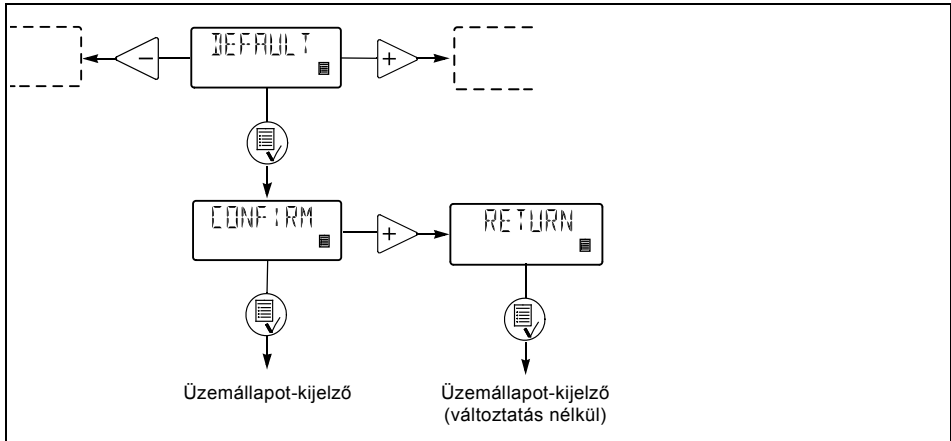 DEFAULT
- +
CONFIRM
+
RETURN
Üzemállapot-kijelző
Üzemállapot-kijelző
(változtatás nélkül)